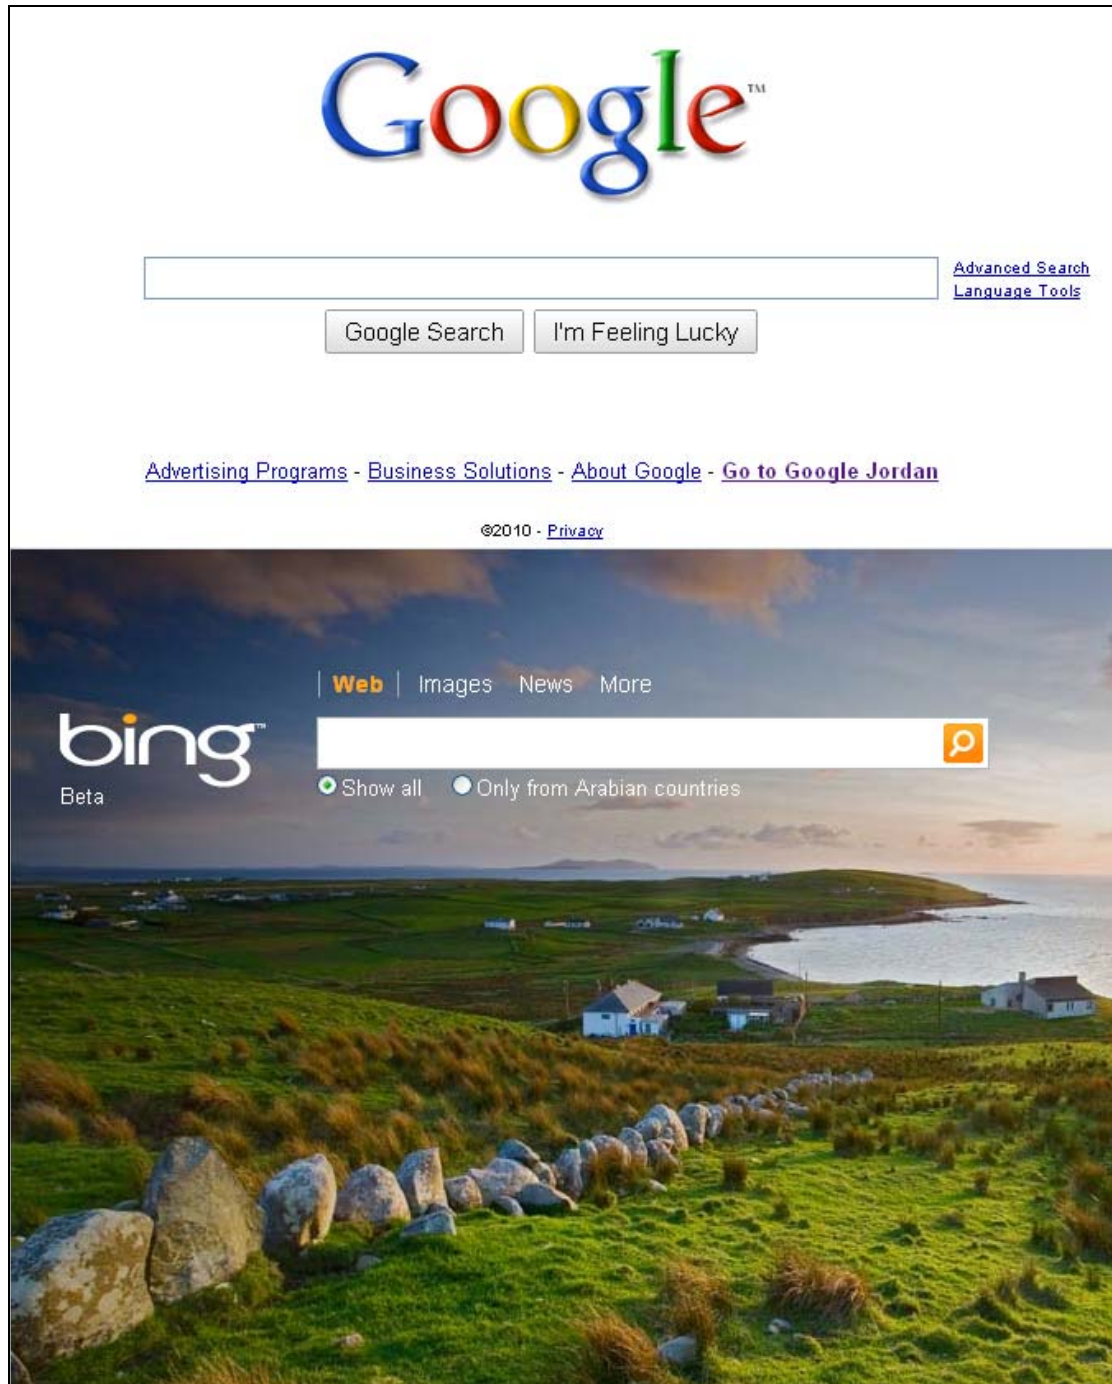 Google™
Advanced Search
Language Tools
Google Search I'm Feeling Lucky
Advertising Programs - Business Solutions - About Google - Go to Google Jordan
©2010 - Privacy
| Web | Images News More
bing™
Show all Only from Arabian countries
Beta